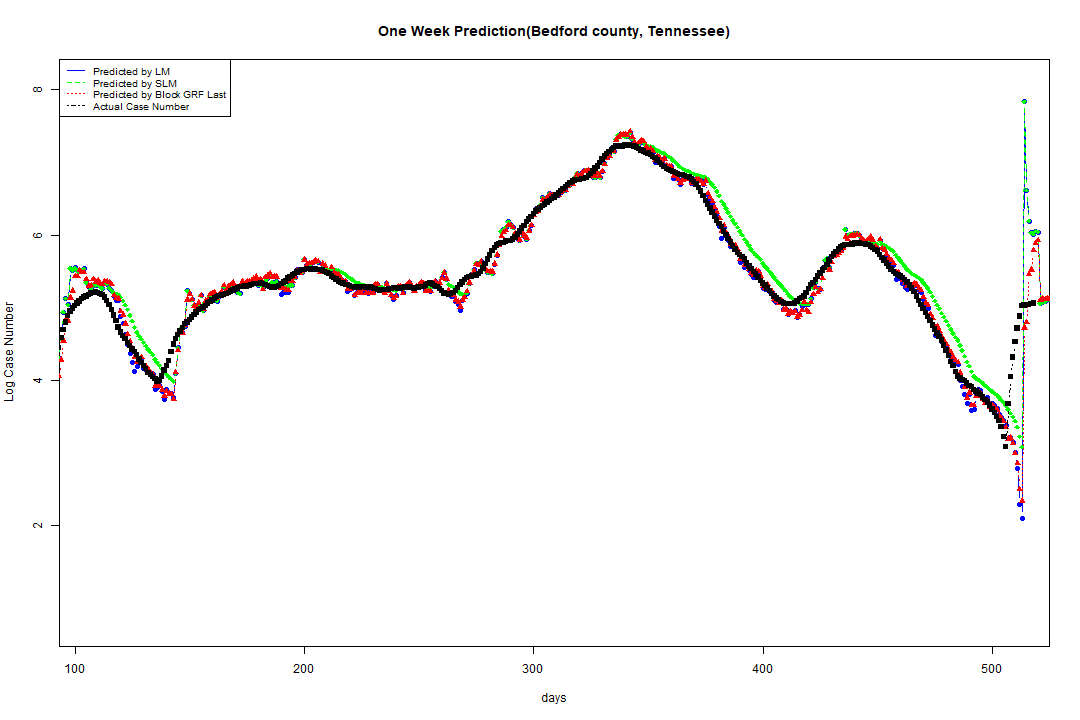 One Week Prediction(Bedford county, Tennessee)
Predicted by LM
Predicted by SLM
Predicted by Block GRF Last
Actual Case Number
8
6
4
2
Log Case Number
100 200 300 400 500
days